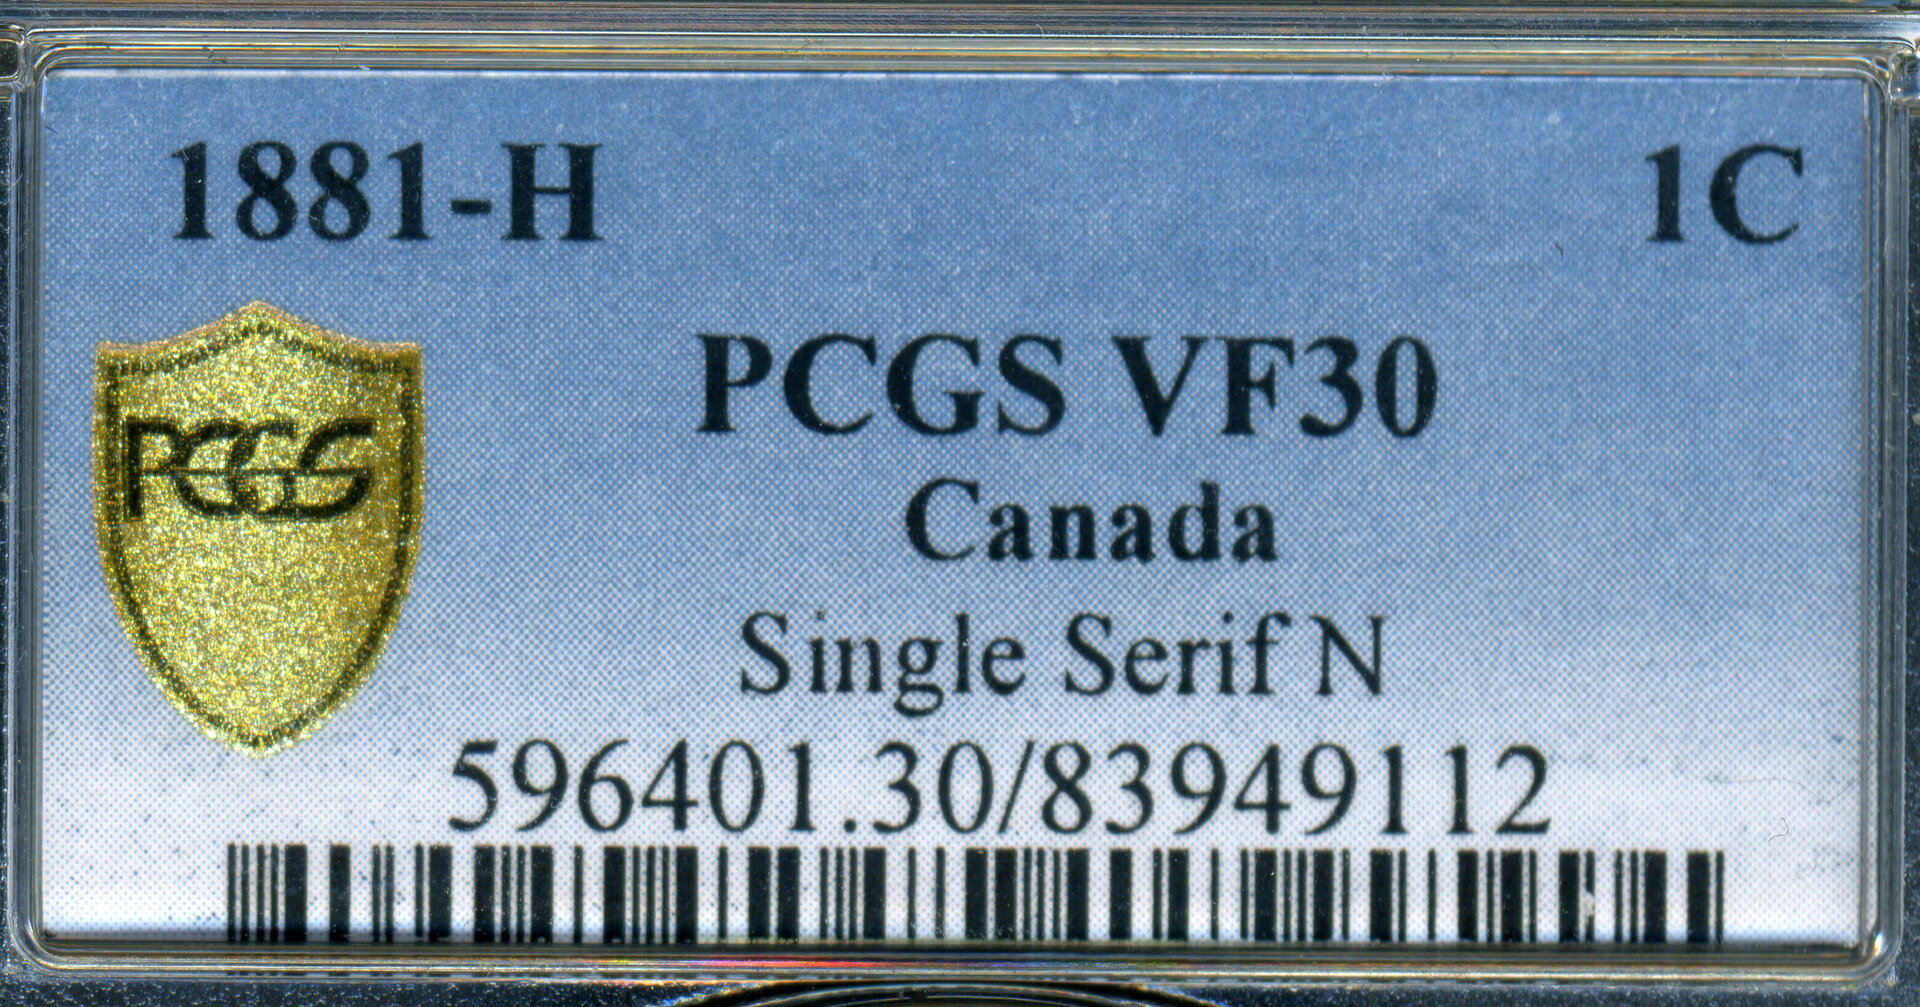 1881-H 1C
PCGS VF30
PCGS
Canada
Single Serif N
596401.30/83949112